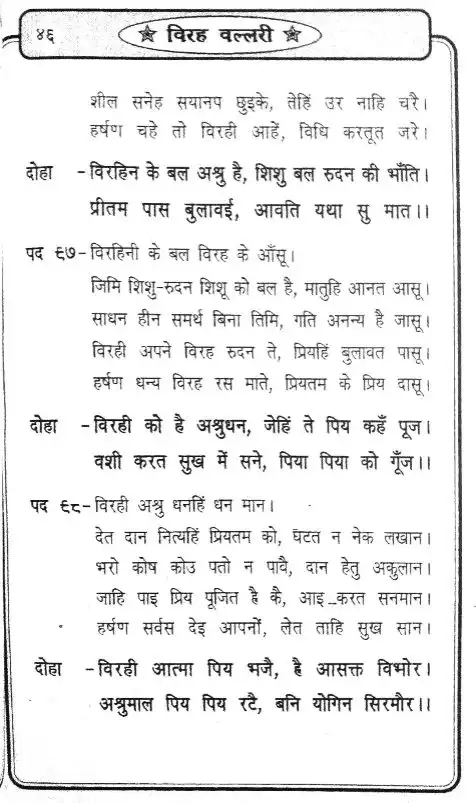 ४६ ☆ विरह वल्लरी ☆
शील सनेह सयानप छुइके, तेहिं उर नाहि चरै।
हर्षण चहे तो विरही आहें, विधि करतूत जरे।
दोहा -विरहिन के बल अश्रु है, शिशु बल रुदन की भाँति।
प्रीतम पास बुलावई, आवति यथा सु मात।।
पद ६७-विरहिनी के बल विरह के आँसू।
जिमि शिशु-रुदन शिशू को बल है, मातुहि आनत आसू।
साधन हीन समर्थ बिना तिमि, गति अनन्य है जासू।
विरही अपने विरह रुदन ते, प्रियहिं बुलावत पासू।
हर्षण धन्य विरह रस माते, प्रियतम के प्रिय दासू।
दोहा -विरही को है अश्रुधन, जेहिं ते पिय कहँ पूज।
वशी करत सुख में सने, पिया पिया को गूँज।।
पद ६८-विरही अश्रु धनहिं धन मान।
देत दान नित्यहिं प्रियतम को, घटत न नेक लखान।
भरो कोष कोउ पतो न पावै, दान हेतु अकुलान।
जाहि पाइ प्रिय पूजित है कै, आइ करत सनमान।
हर्षण सर्वस देइ आपनों, लेत ताहि सुख सान।
दोहा -विरही आत्मा पिय भजै, है आसक्त विभोर।
अश्रुमाल पिय पिय रटै, बनि योगिन सिरमौर।।